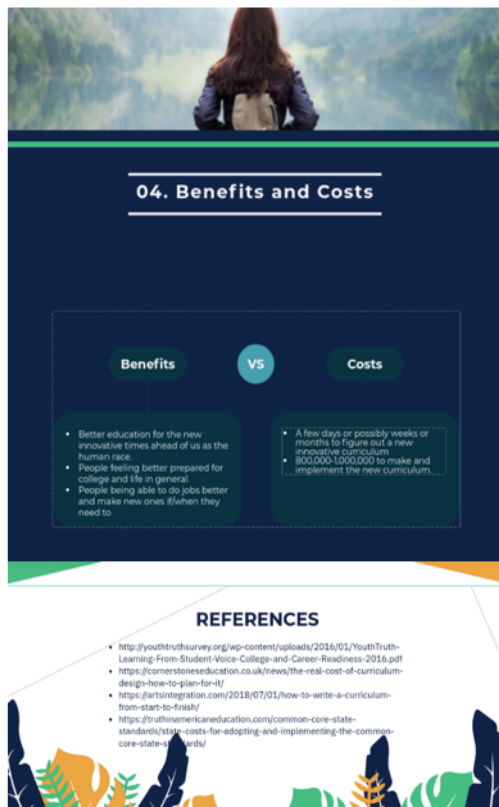 04. Benefits and Costs
Benefits
VS
Costs
• Better education for the new
innovative times ahead of us as the
human race.
• People feeling better prepared for
college and life in general.
• People being able to do jobs better
and make new ones if/when they
need to
• A few days or possibly weeks or
months to figure out a new
innovative curriculum
• 800,000-1,000,000 to make and
implement the new curriculum.
REFERENCES
• http://youthtruthsurvey.org/wp-content/uploads/2016/01/YouthTruth-
Learning-From-Student-Voice-College-and-Career-Readiness-2016.pdf
• https://cornerstoneseducation.co.uk/news/the-real-cost-of-curriculum-
design-how-to-plan-for-it/
• https://artsintegration.com/2018/07/01/how-to-write-a-curriculum-
from-start-to-finish/
• https://truthinamericaneducation.com/common-core-state-
standards/state-costs-for-adopting-and-implementing-the-common-
core-state-standards/